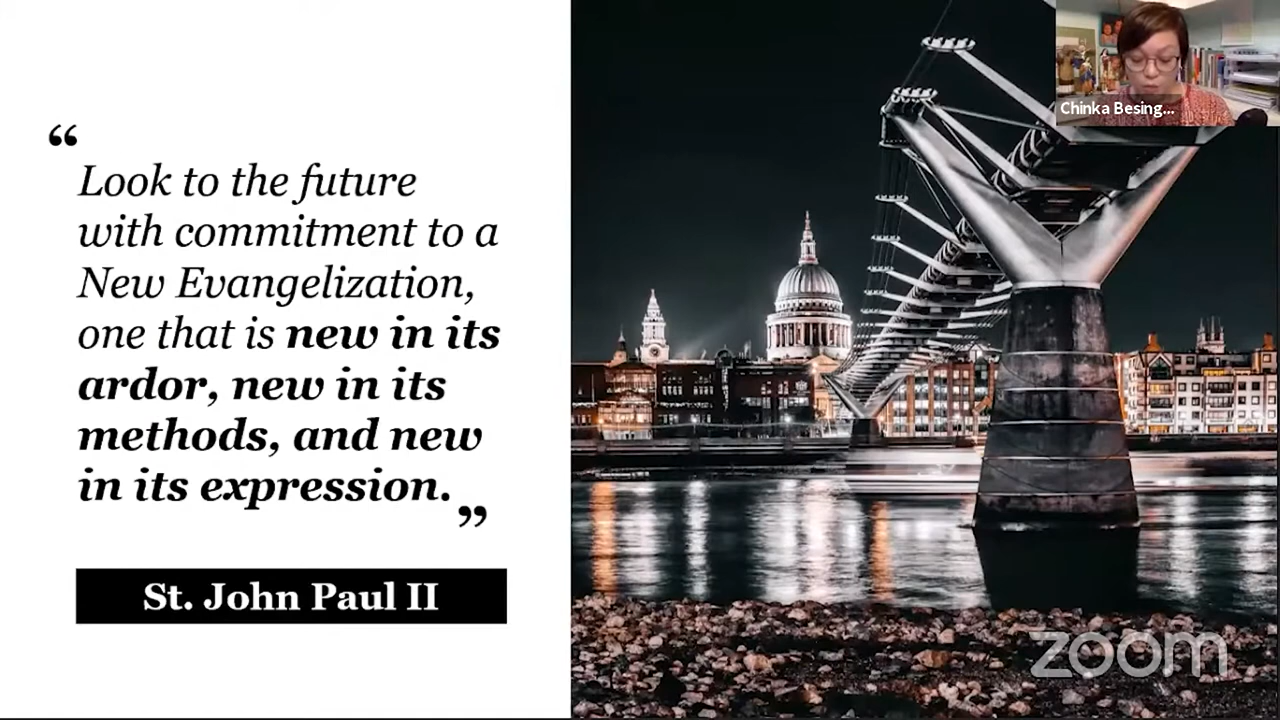 “
Look to the future
with commitment to a
New Evangelization,
one that is new in its
ardor, new in its
methods, and new
in its expression.
”
St. John Paul II
Chinka Besing...
zoom